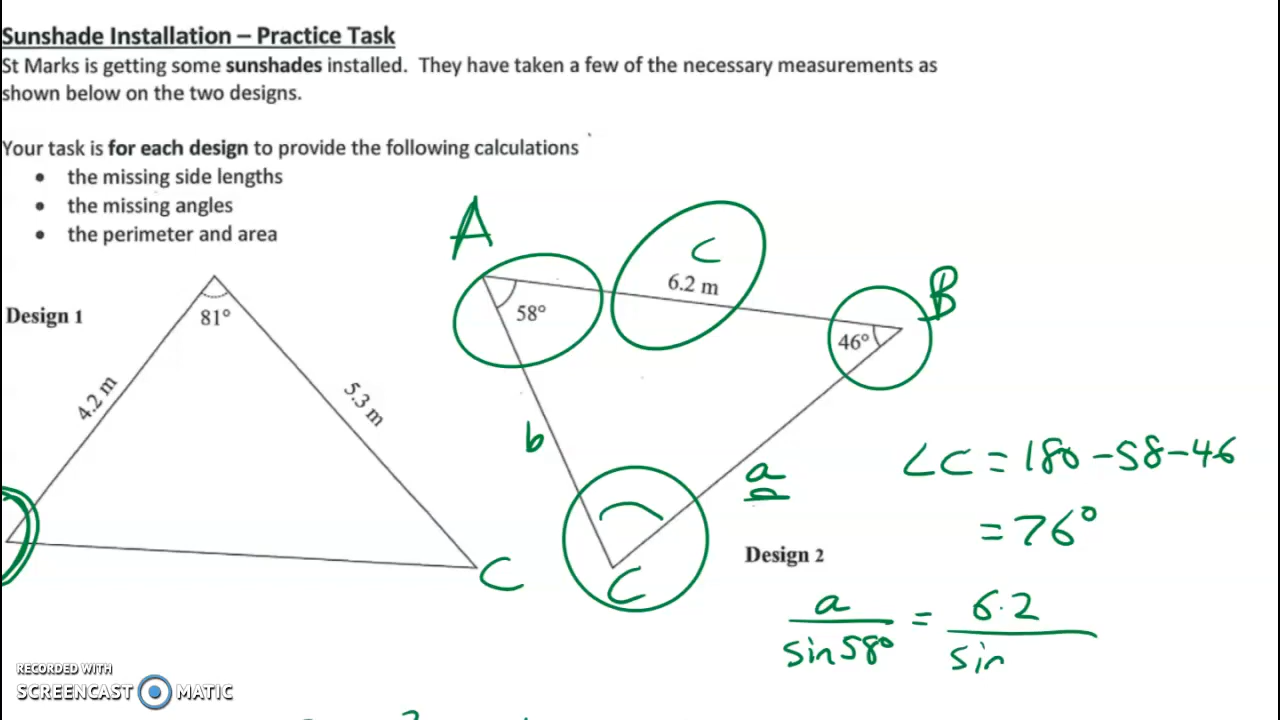 Sunshade Installation – Practice Task
St Marks is getting some sunshades installed.  They have taken a few of the necessary measurements as
shown below on the two designs.
Your task is for each design to provide the following calculations
• the missing side lengths
• the missing angles
• the perimeter and area
Design 1
81°
4.2 m
5.3 m
C
A
58°
c
6.2 m
B
46°
b
a
C
Design 2
∠C = 180 - 58 - 46
= 76°
a/sin58° = 6.2/sin
RECORDED WITH
SCREENCAST MATIC